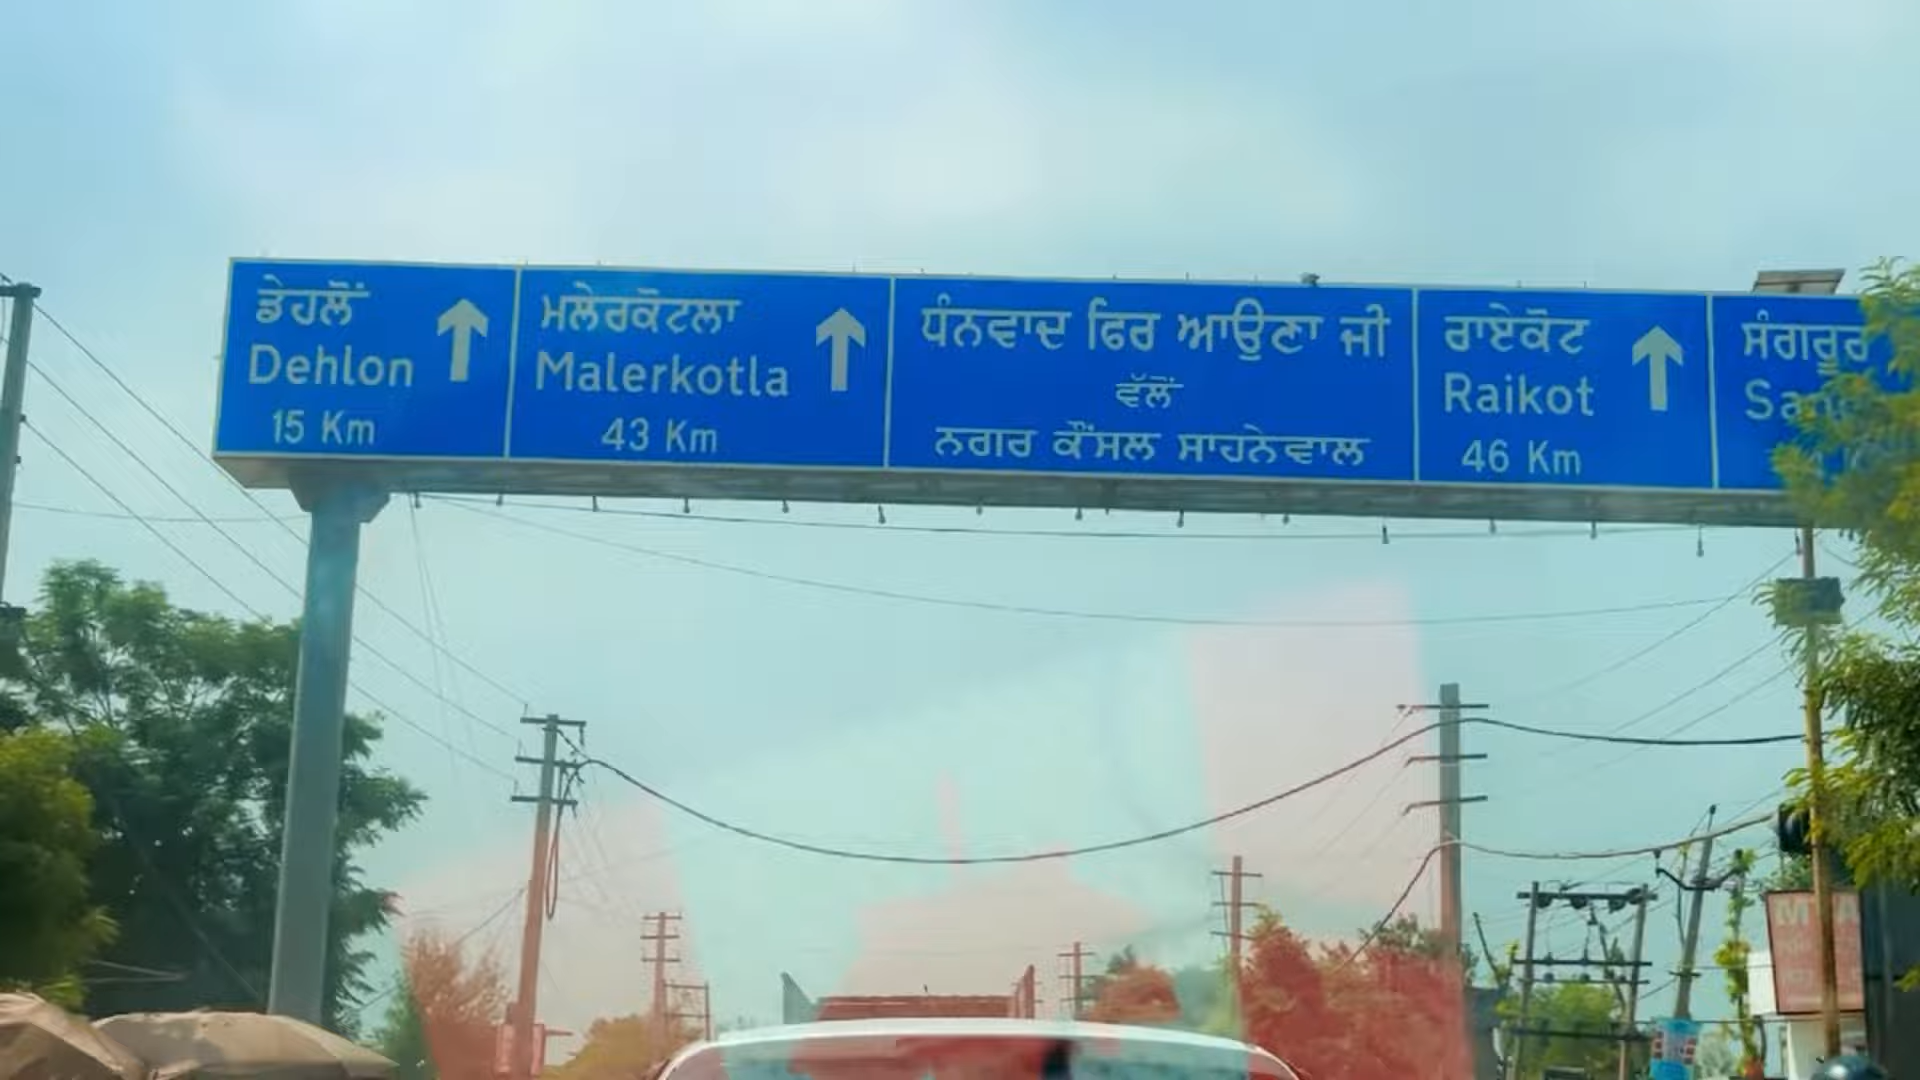 ਡੇਹਲੋਂ
Dehlon
15 Km
ਮਲੇਰਕੋਟਲਾ
Malerkotla
43 Km
ਧੰਨਵਾਦ ਫਿਰ ਆਉਣਾ ਜੀ
ਵੱਲੋਂ
ਨਗਰ ਕੌਂਸਲ ਸਾਹਨੇਵਾਲ
ਰਾਏਕੋਟ
Raikot
46 Km
ਸੰਗਰੂਰ